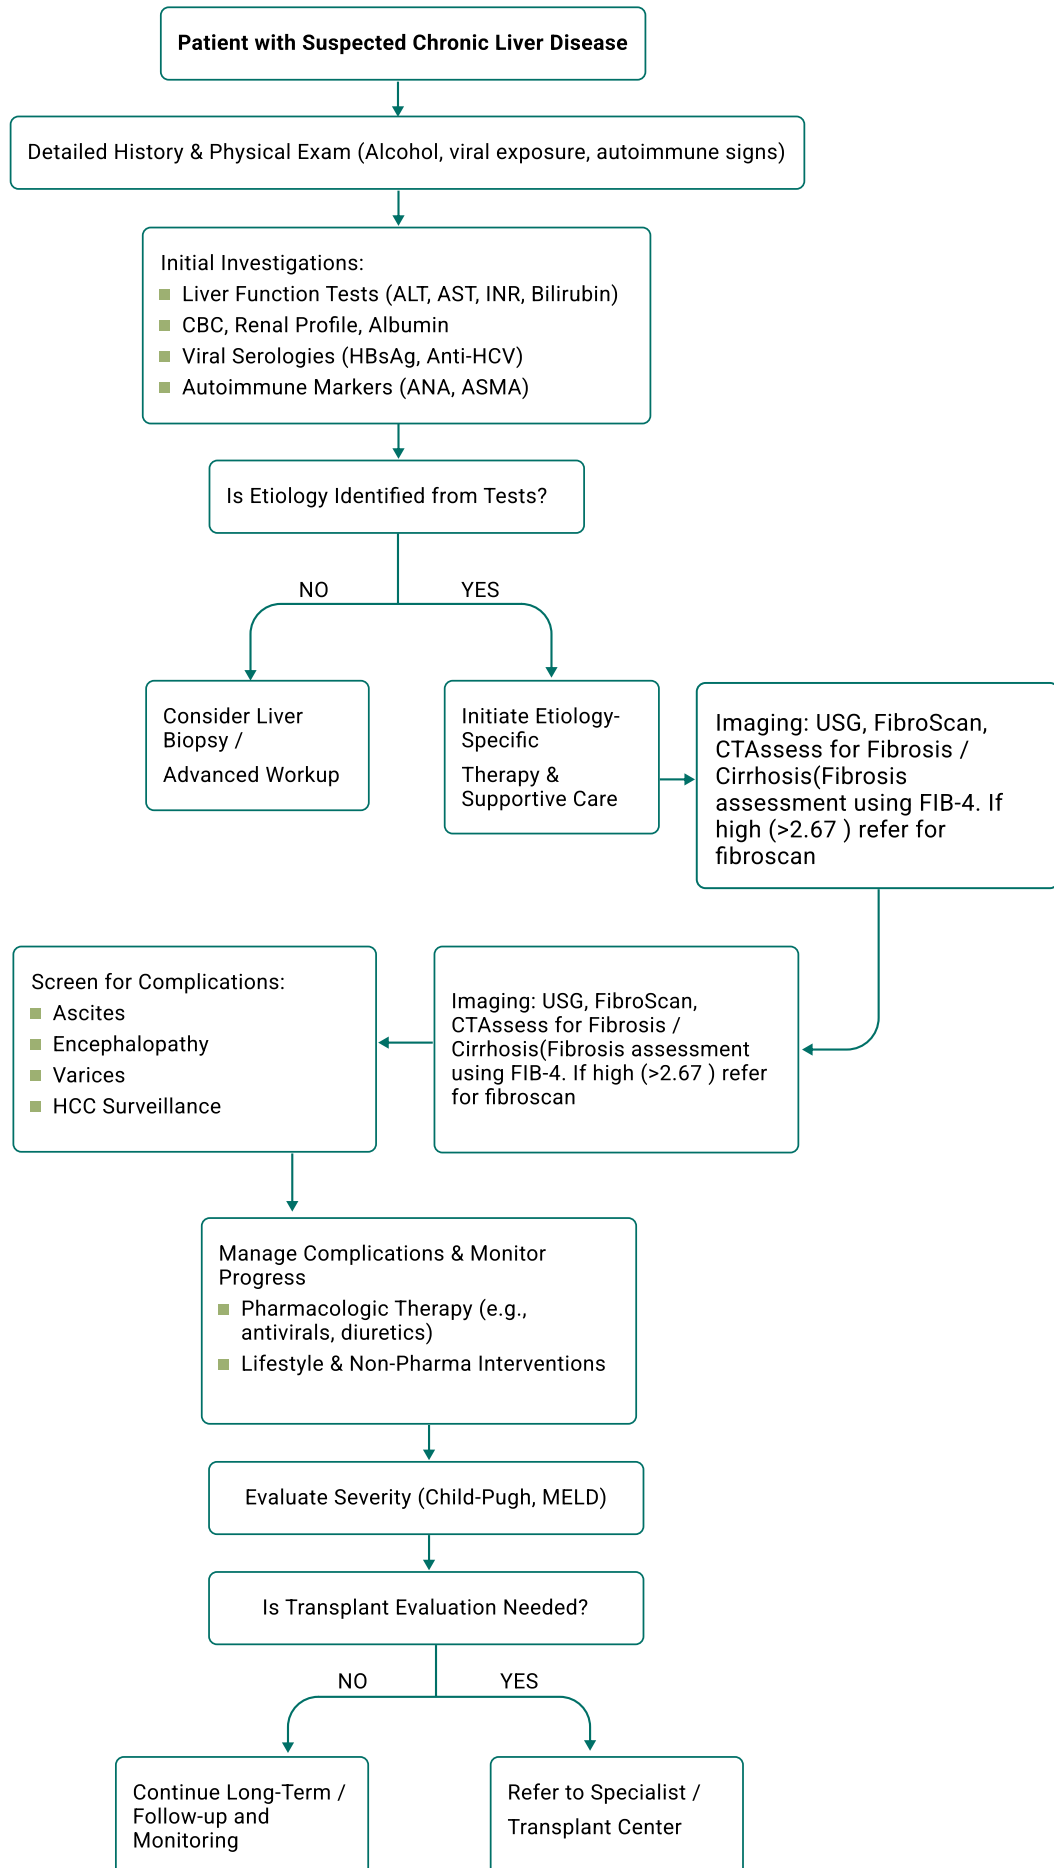 Patient with Suspected Chronic Liver Disease
Detailed History & Physical Exam (Alcohol, viral exposure, autoimmune signs)
Initial Investigations:
Liver Function Tests (ALT, AST, INR, Bilirubin)
CBC, Renal Profile, Albumin
Viral Serologies (HBsAg, Anti-HCV)
Autoimmune Markers (ANA, ASMA)
Is Etiology Identified from Tests?
NO
YES
Consider Liver
Biopsy /
Advanced Workup
Initiate Etiology-
Specific
Therapy &
Supportive Care
Imaging: USG, FibroScan,
CTAssess for Fibrosis /
Cirrhosis(Fibrosis
assessment using FIB-4. If
high (>2.67 ) refer for
fibroscan
Imaging: USG, FibroScan,
CTAssess for Fibrosis /
Cirrhosis(Fibrosis assessment
using FIB-4. If high (>2.67 ) refer
for fibroscan
Screen for Complications:
Ascites
Encephalopathy
Varices
HCC Surveillance
Manage Complications & Monitor
Progress
Pharmacologic Therapy (e.g.,
antivirals, diuretics)
Lifestyle & Non-Pharma Interventions
Evaluate Severity (Child-Pugh, MELD)
Is Transplant Evaluation Needed?
NO
YES
Continue Long-Term /
Follow-up and
Monitoring
Refer to Specialist /
Transplant Center